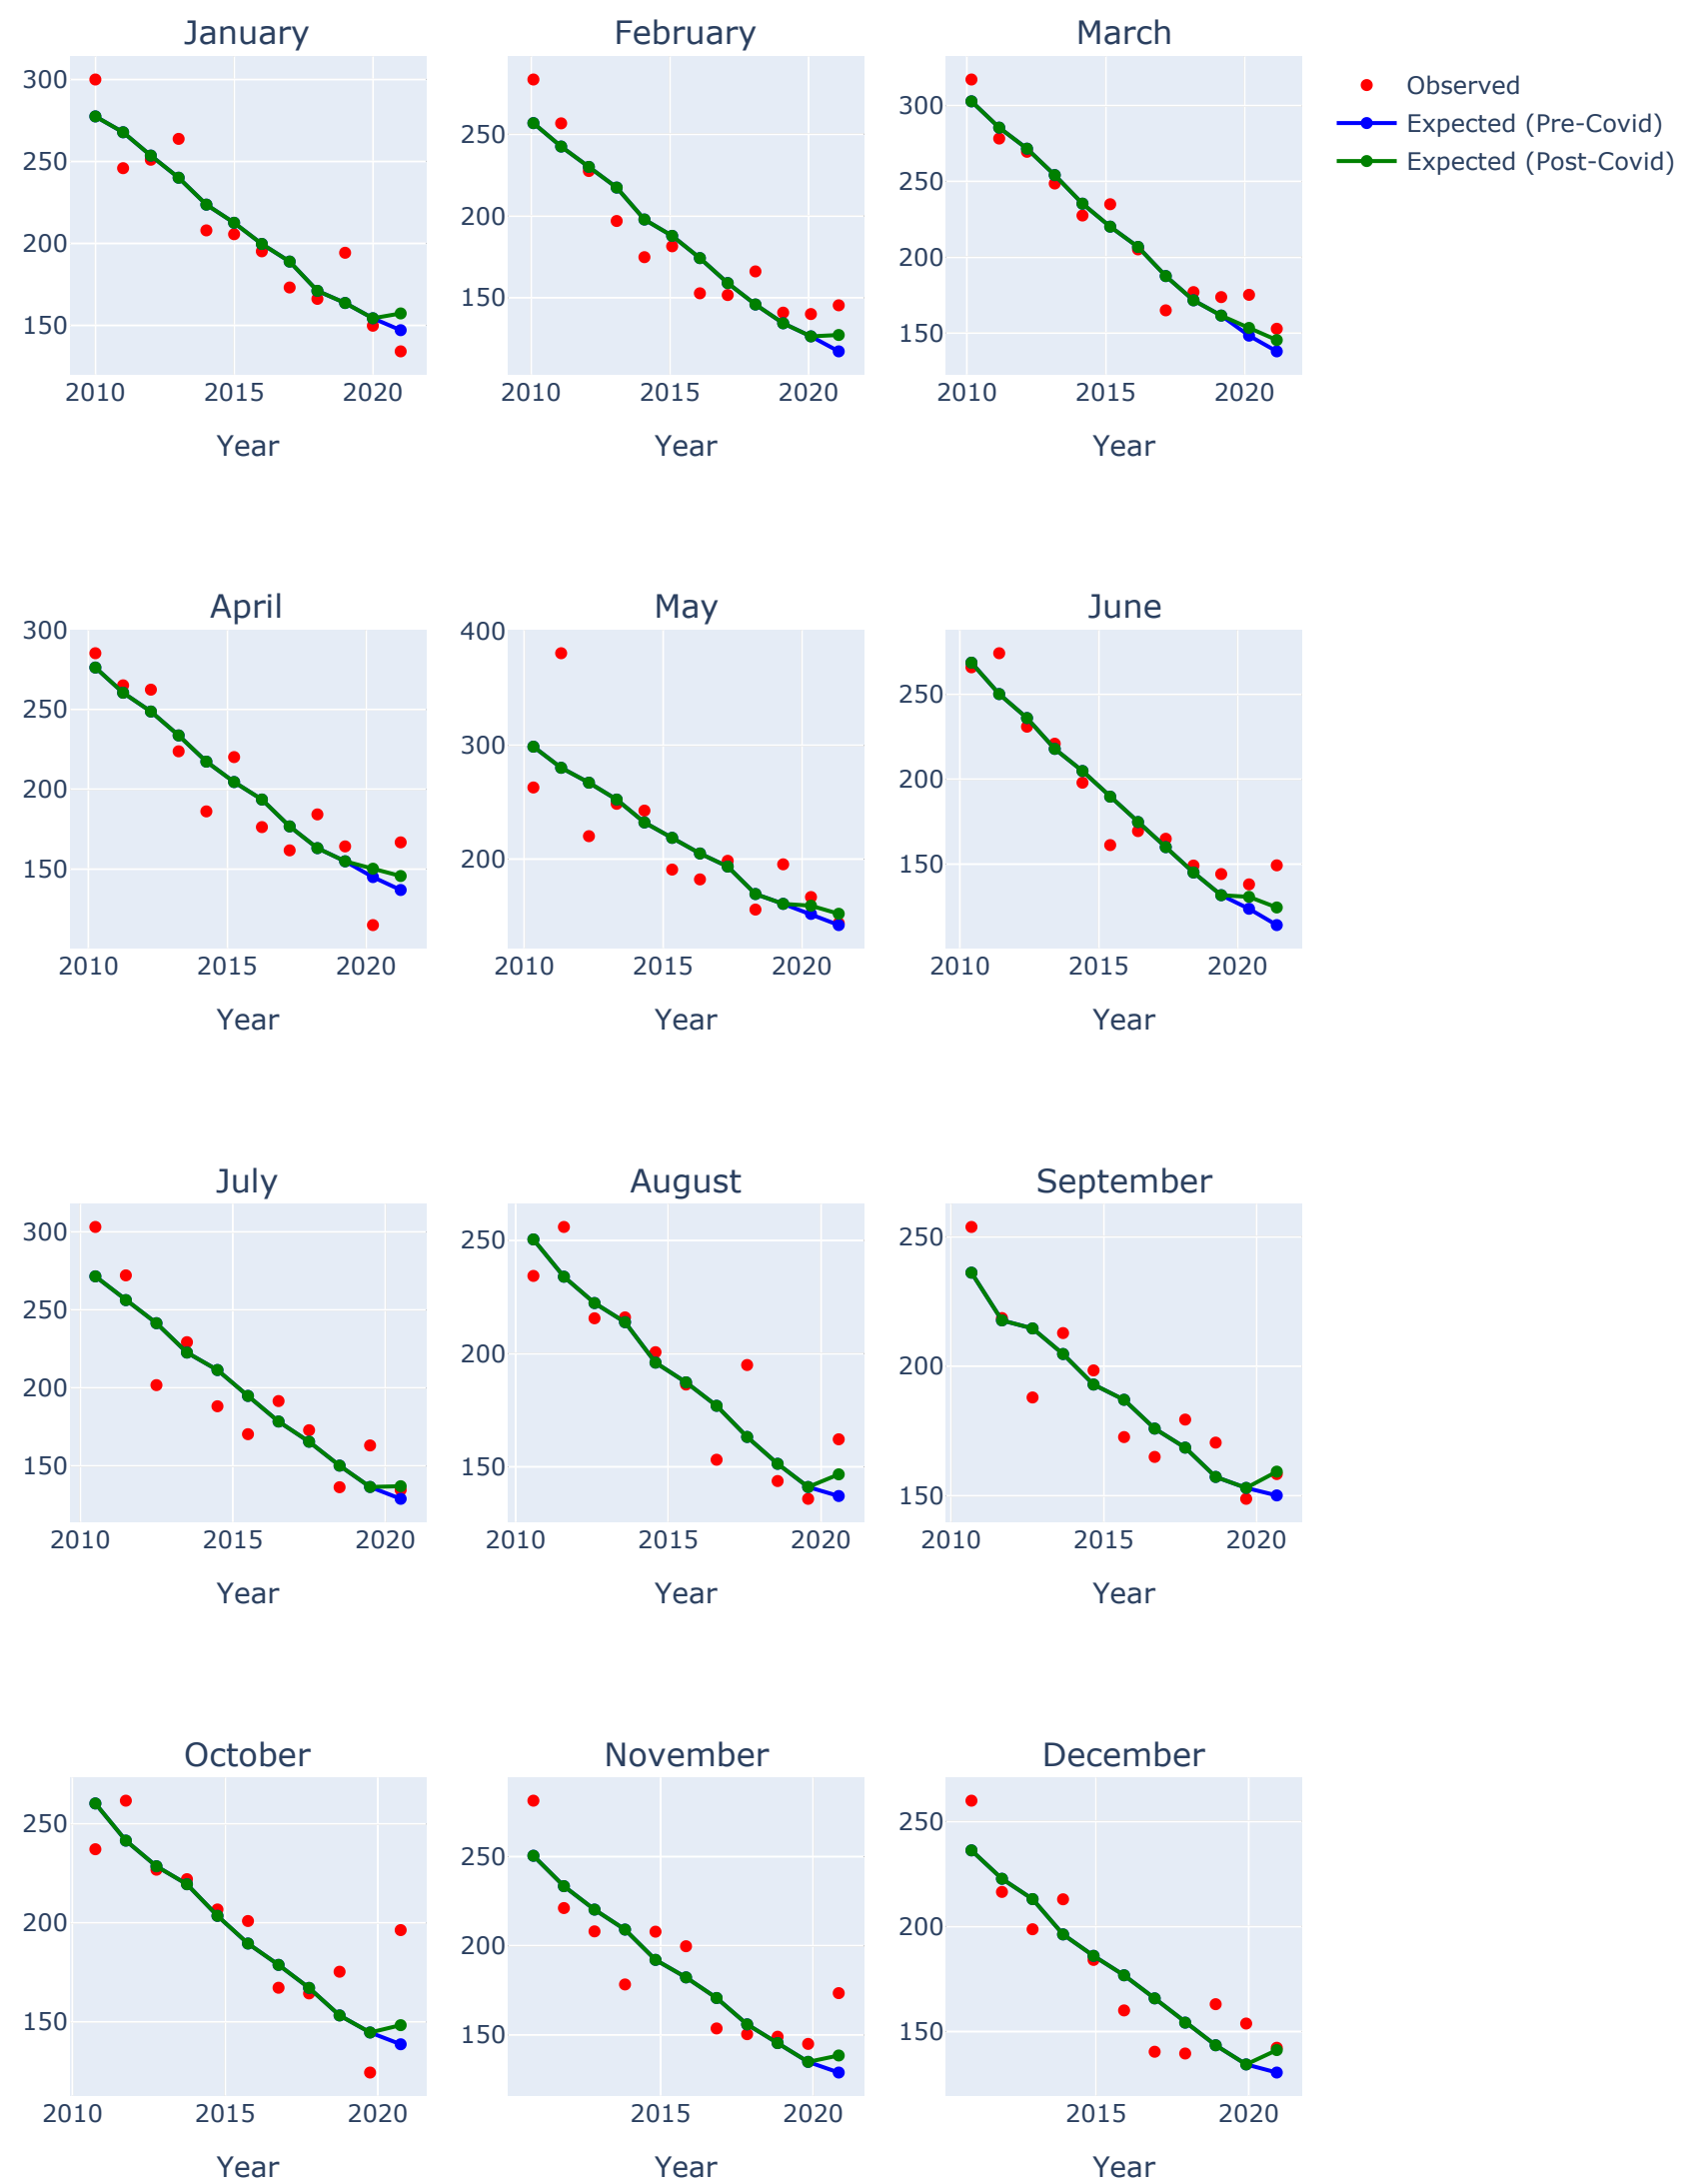 January
February
March
300
250
200
150
2010
2015
2020
Year
250
200
150
2010
2015
2020
Year
300
250
200
150
2010
2015
2020
Year
Observed
Expected (Pre-Covid)
Expected (Post-Covid)
April
May
June
300
250
200
150
2010
2015
2020
Year
400
300
200
2010
2015
2020
Year
250
200
150
2010
2015
2020
Year
July
August
September
300
250
200
150
2010
2015
2020
Year
250
200
150
2010
2015
2020
Year
250
200
150
2010
2015
2020
Year
October
November
December
250
200
150
2010
2015
2020
Year
250
200
150
2015
2020
Year
250
200
150
2015
2020
Year